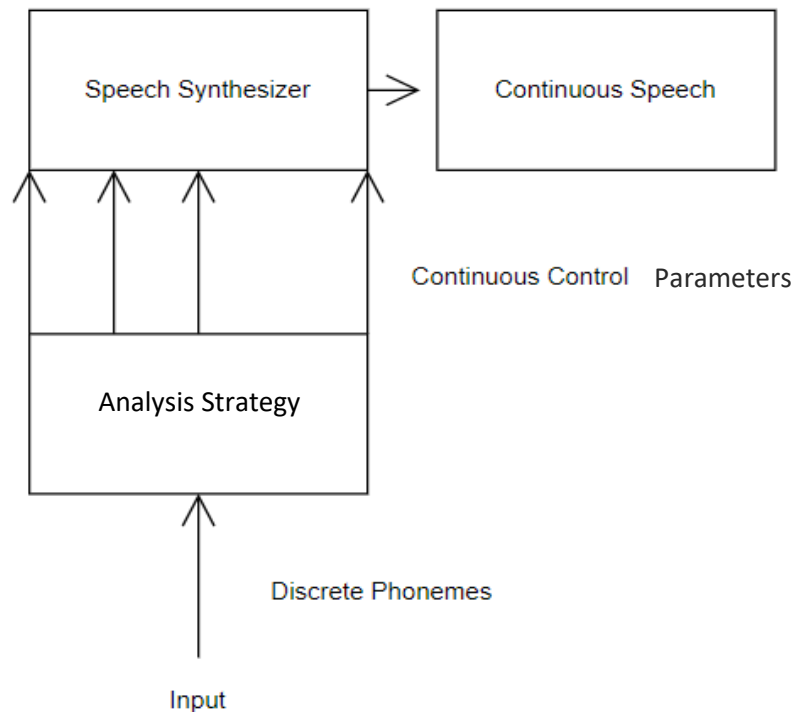 Speech Synthesizer
Continuous Speech
Continuous Control Parameters
Analysis Strategy
Discrete Phonemes
Input